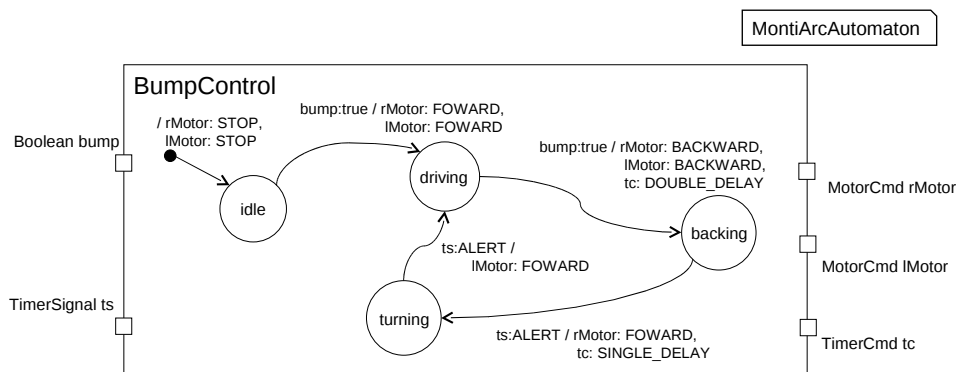 MontiArcAutomaton
BumpControl
/ rMotor: STOP,
lMotor: STOP
bump:true / rMotor: FOWARD,
lMotor: FOWARD
Boolean bump
bump:true / rMotor: BACKWARD,
lMotor: BACKWARD,
tc: DOUBLE_DELAY
driving
MotorCmd rMotor
idle
backing
ts:ALERT /
lMotor: FOWARD
MotorCmd lMotor
TimerSignal ts
turning
ts:ALERT / rMotor: FOWARD,
tc: SINGLE_DELAY
TimerCmd tc